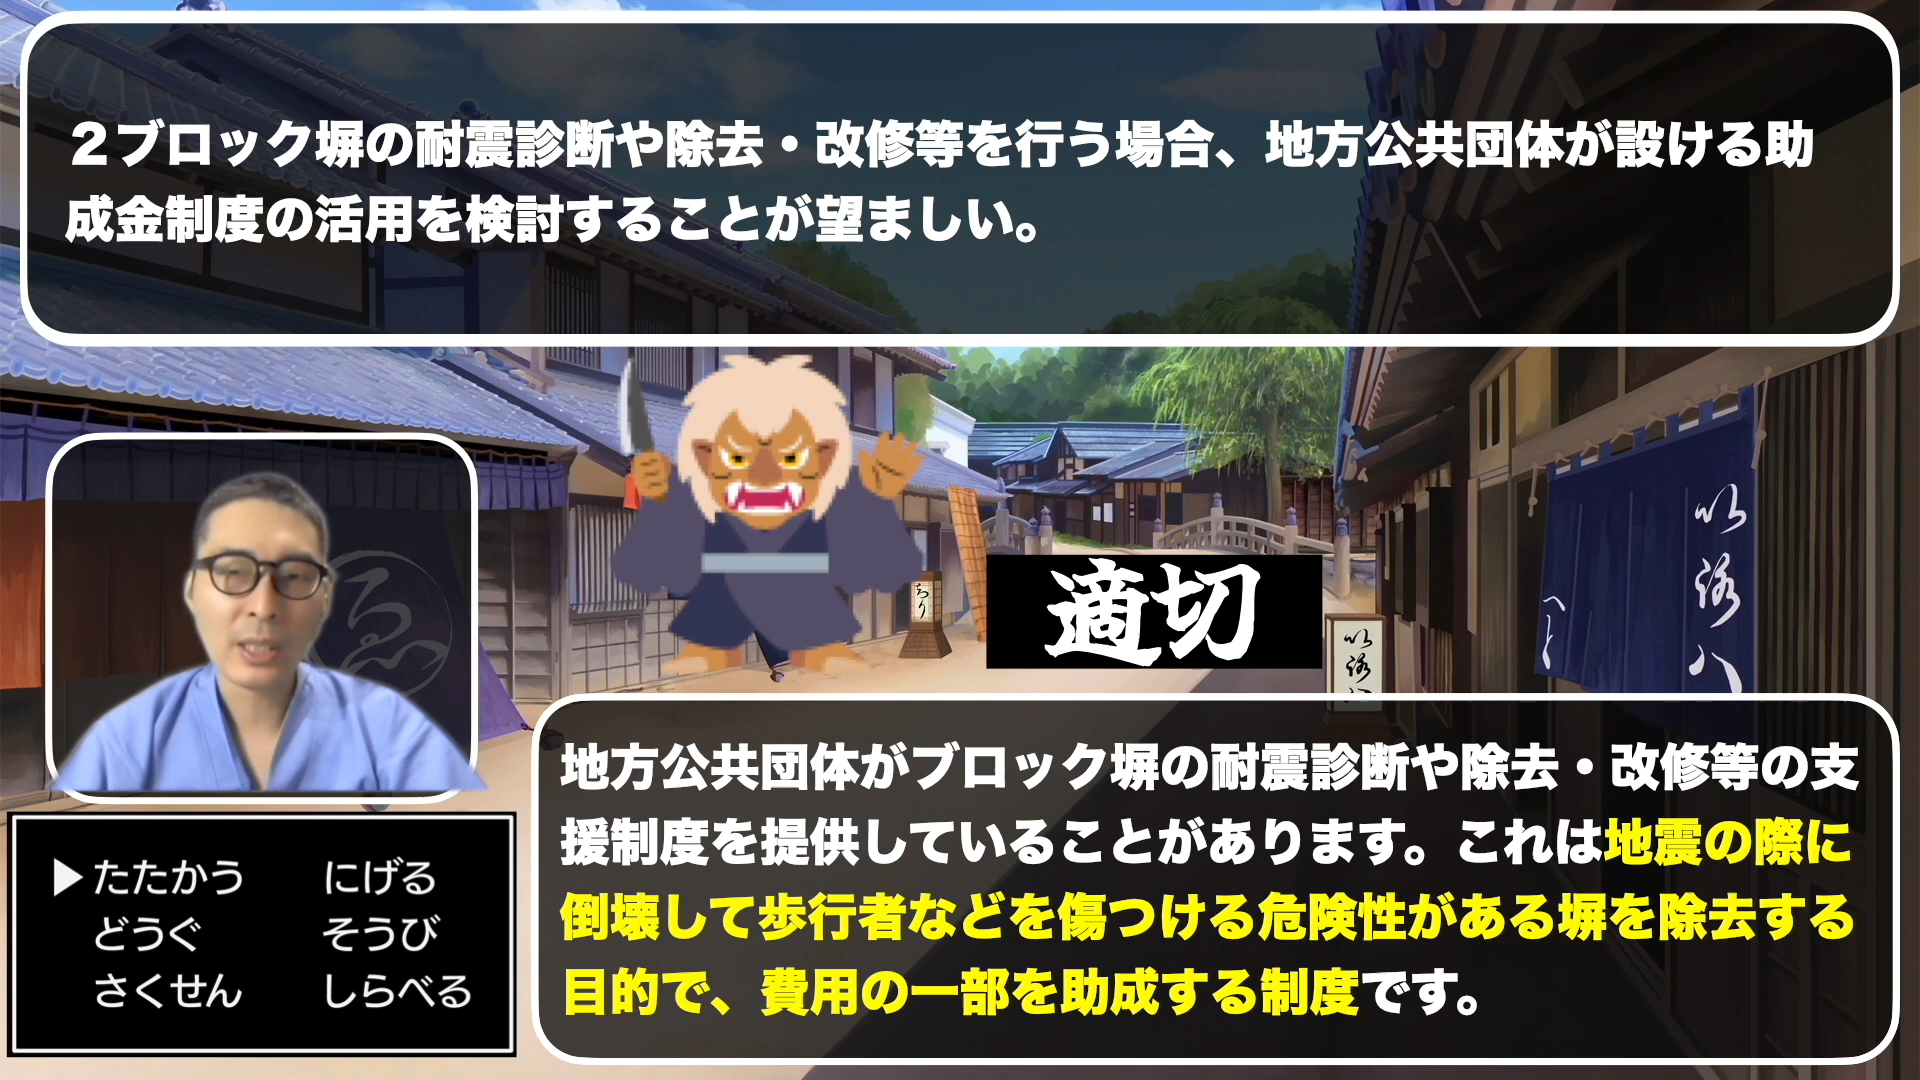 ２ブロック塀の耐震診断や除去・改修等を行う場合、地方公共団体が設ける助
成金制度の活用を検討することが望ましい。
適切
地方公共団体がブロック塀の耐震診断や除去・改修等の支
援制度を提供していることがあります。これは地震の際に
倒壊して歩行者などを傷つける危険性がある塀を除去する
目的で、費用の一部を助成する制度です。
▶たたかう　にげる
どうぐ　そうび
さくせん　しらべる